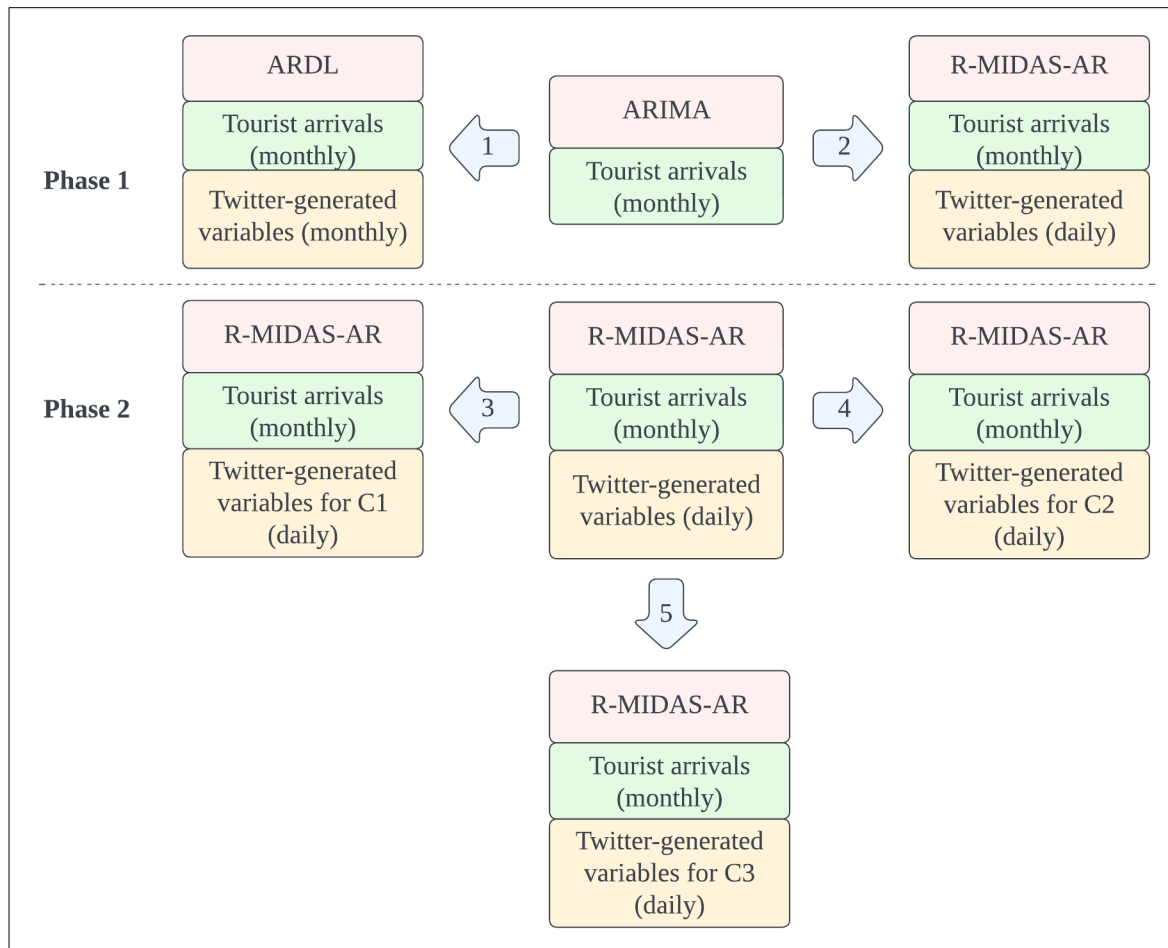 ARDL
Tourist arrivals
(monthly)
Twitter-generated
variables (monthly)
1
ARIMA
Tourist arrivals
(monthly)
2
R-MIDAS-AR
Tourist arrivals
(monthly)
Twitter-generated
variables (daily)
Phase 1
R-MIDAS-AR
Tourist arrivals
(monthly)
Twitter-generated
variables for C1
(daily)
3
R-MIDAS-AR
Tourist arrivals
(monthly)
Twitter-generated
variables (daily)
4
R-MIDAS-AR
Tourist arrivals
(monthly)
Twitter-generated
variables for C2
(daily)
Phase 2
5
R-MIDAS-AR
Tourist arrivals
(monthly)
Twitter-generated
variables for C3
(daily)